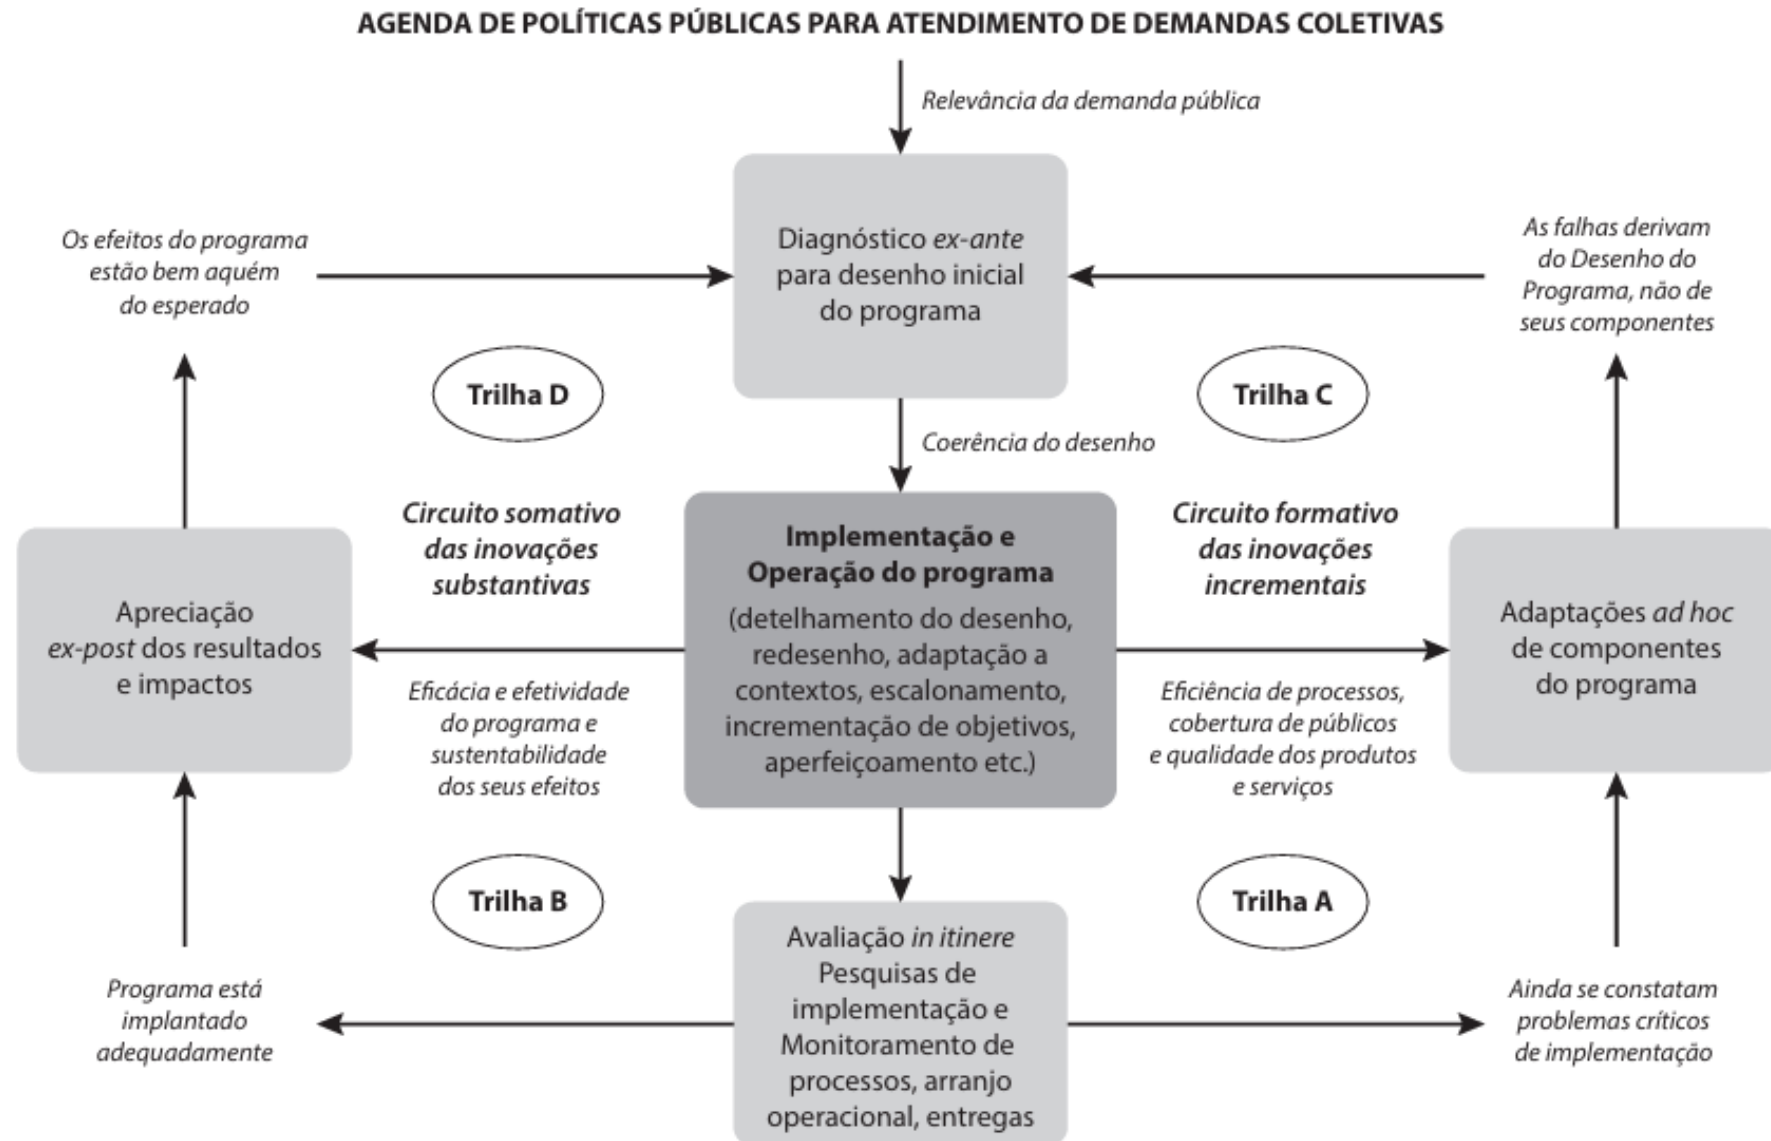 AGENDA DE POLÍTICAS PÚBLICAS PARA ATENDIMENTO DE DEMANDAS COLETIVAS
Relevância da demanda pública
Diagnóstico ex-ante
para desenho inicial
do programa
Os efeitos do programa
estão bem aquém
do esperado
As falhas derivam
do Desenho do
Programa, não de
seus componentes
Trilha D
Trilha C
Coerência do desenho
Circuito somativo
das inovações
substantivas
Implementação e
Operação do programa
(detelhamento do desenho,
redesenho, adaptação a
contextos, escalonamento,
incrementação de objetivos,
aperfeiçoamento etc.)
Circuito formativo
das inovações
incrementais
Apreciação
ex-post dos resultados
e impactos
Adaptações ad hoc
de componentes
do programa
Eficácia e efetividade
do programa e
sustentabilidade
dos seus efeitos
Eficiência de processos,
cobertura de públicos
e qualidade dos produtos
e serviços
Trilha B
Trilha A
Avaliação in itinere
Pesquisas de
implementação e
Monitoramento de
processos, arranjo
operacional, entregas
Programa está
implantado
adequadamente
Ainda se constatam
problemas críticos
de implementação